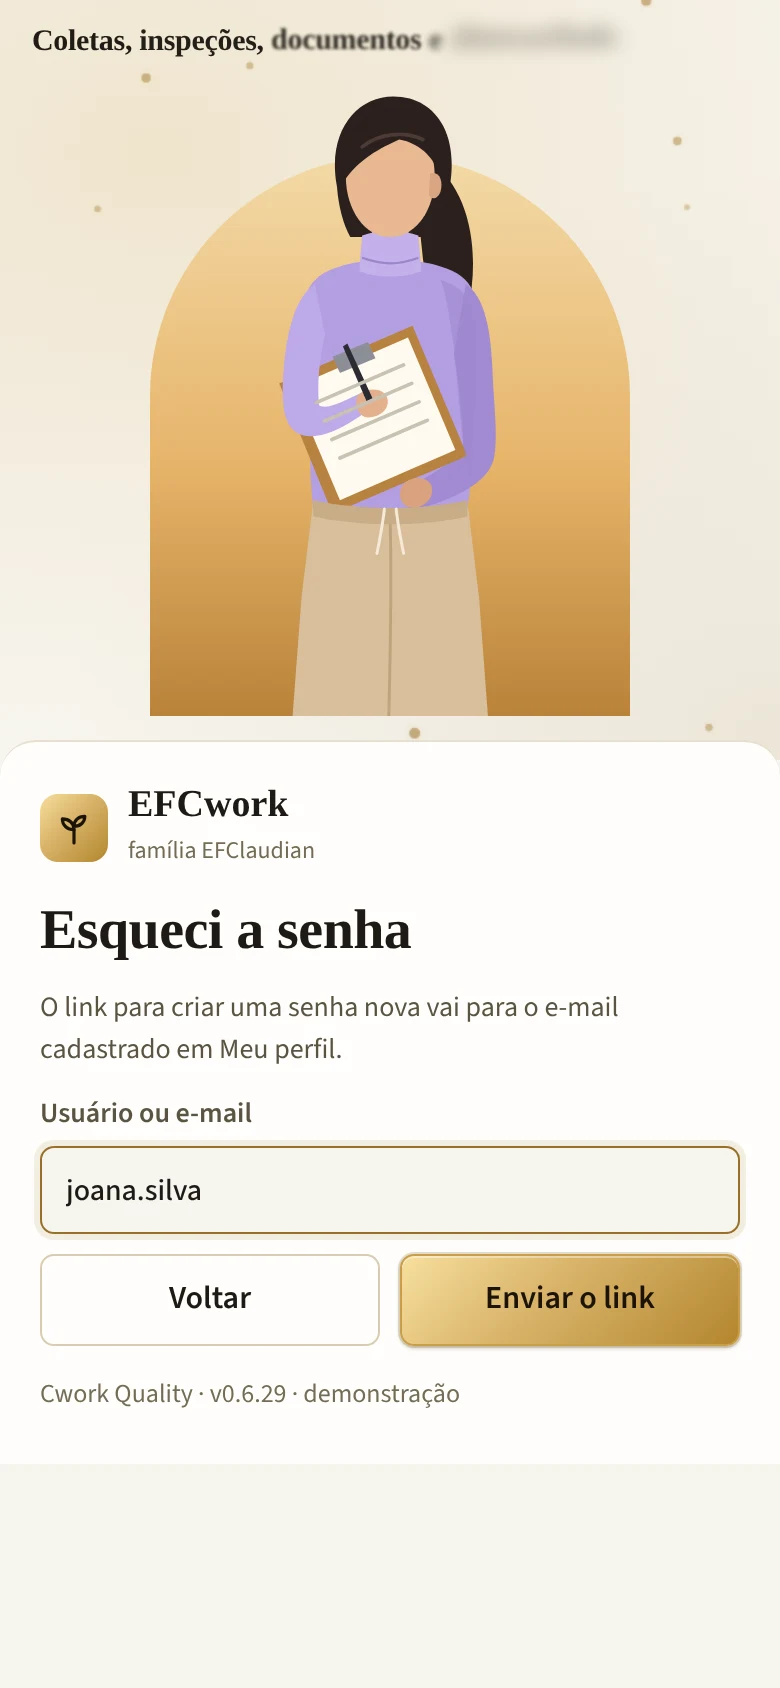 Coletas, inspeções, documentos e
EFCwork
família EFClaudian
Esqueci a senha
O link para criar uma senha nova vai para o e-mail
cadastrado em Meu perfil.
Usuário ou e-mail
joana.silva
Voltar
Enviar o link
Cwork Quality · v0.6.29 · demonstração